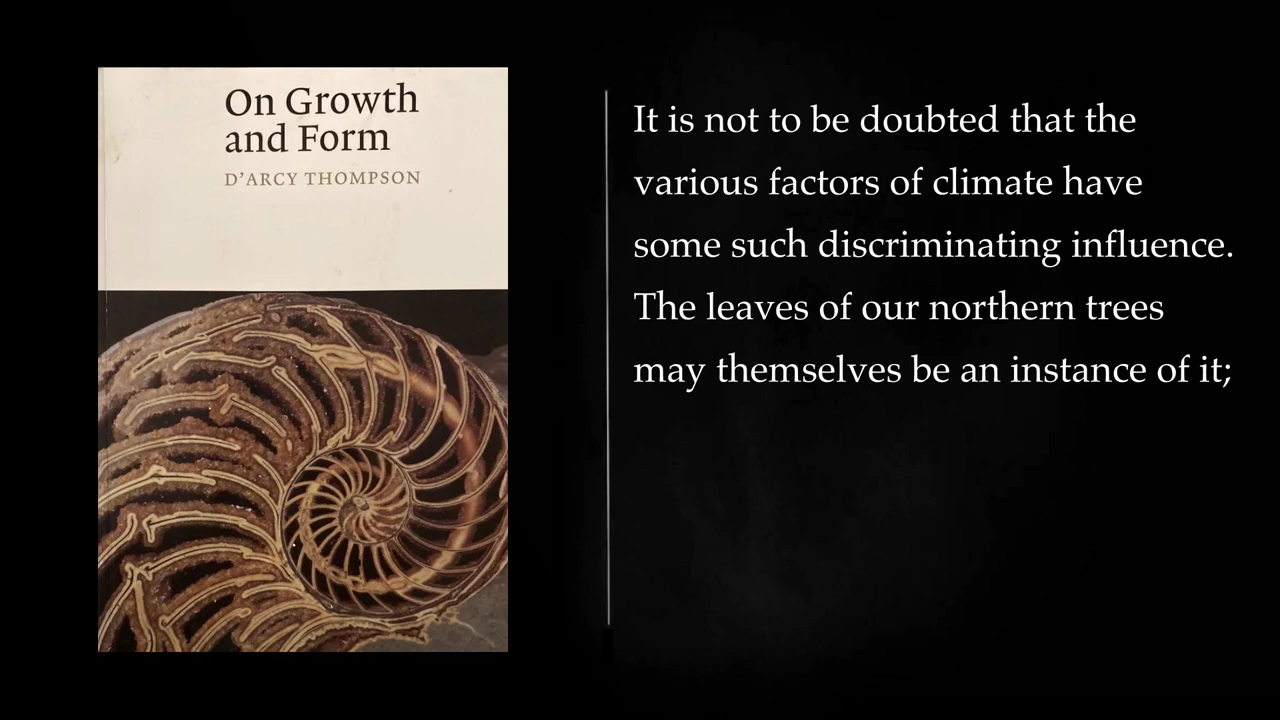 On Growth
and Form
D'ARCY THOMPSON
It is not to be doubted that the
various factors of climate have
some such discriminating influence.
The leaves of our northern trees
may themselves be an instance of it;